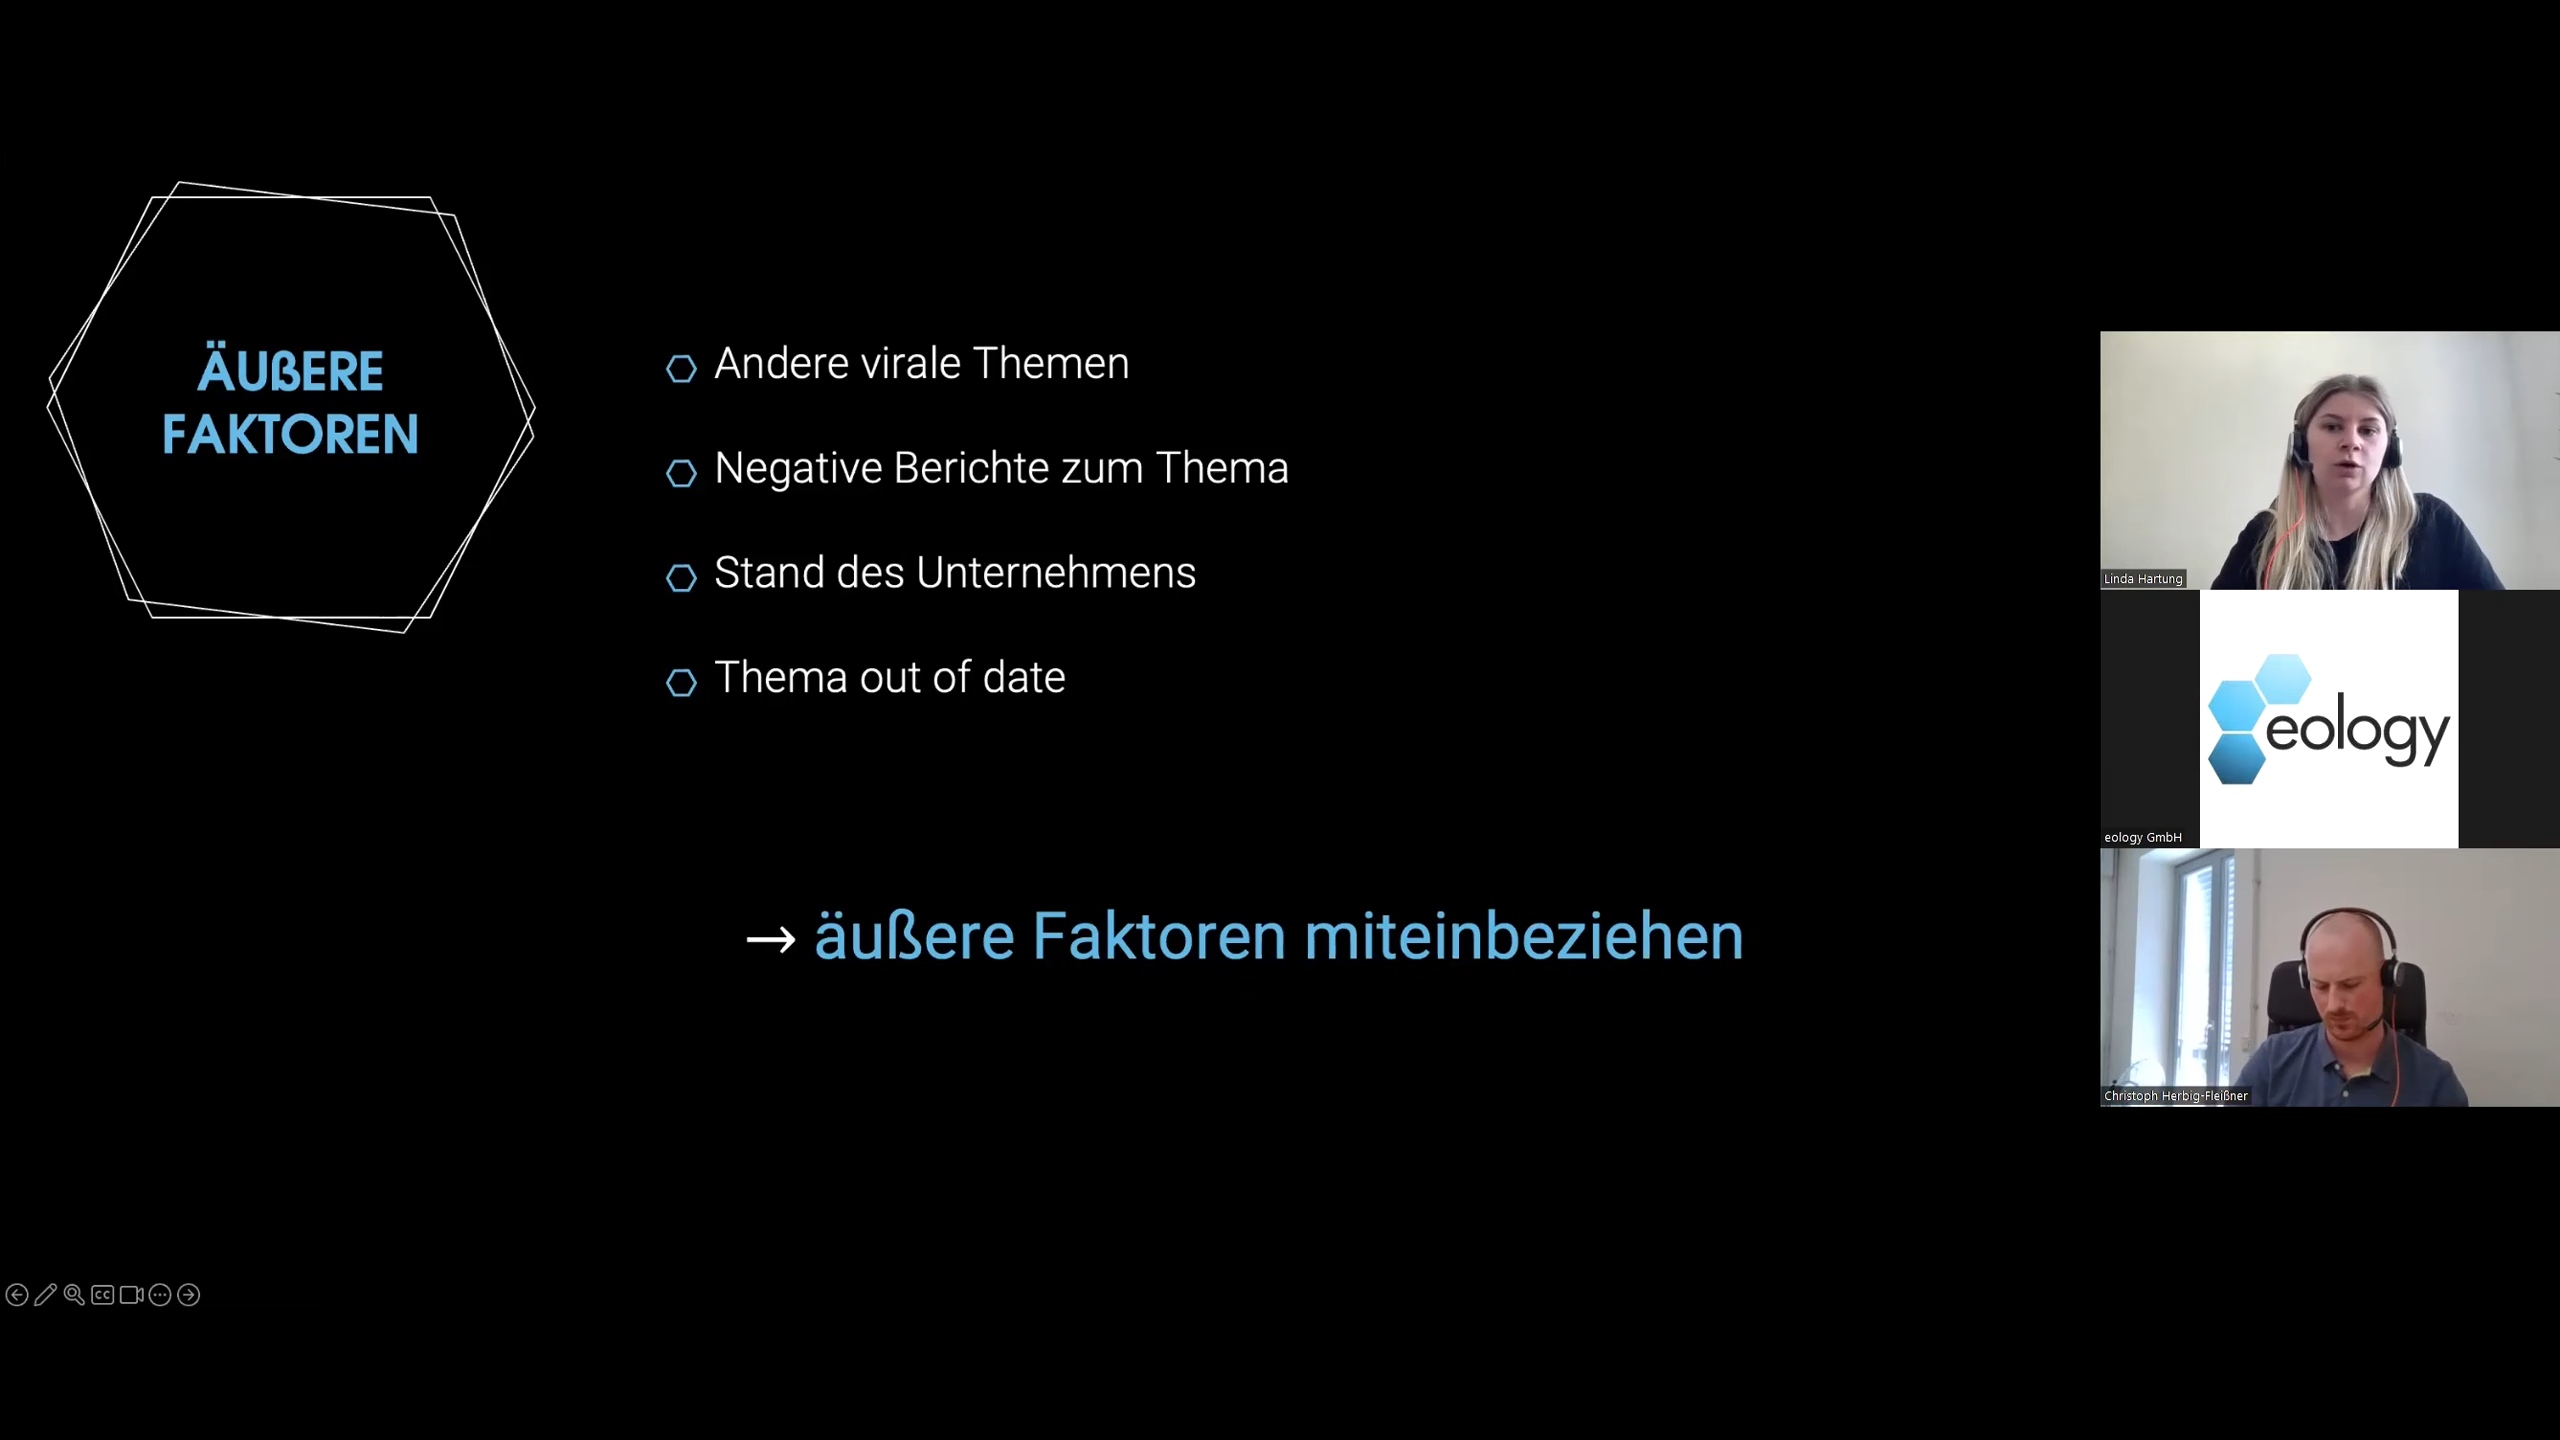 ÄUßERE
FAKTOREN
Andere virale Themen
Negative Berichte zum Thema
Stand des Unternehmens
Thema out of date
→ äußere Faktoren miteinbeziehen
Linda Hartung
eology
eology GmbH
Christoph Herbig-Fleißner
CC